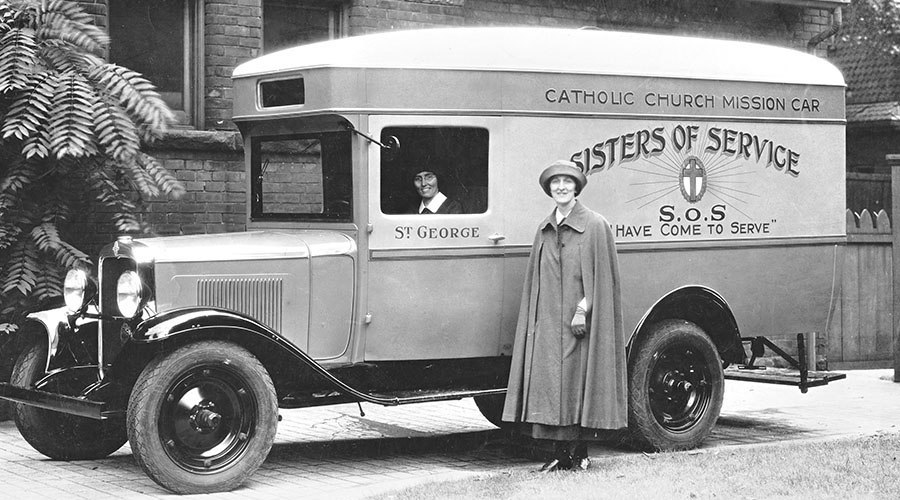 CATHOLIC CHURCH MISSION CAR
SISTERS OF SERVICE
S.O.S
"I HAVE COME TO SERVE"
ST GEORGE